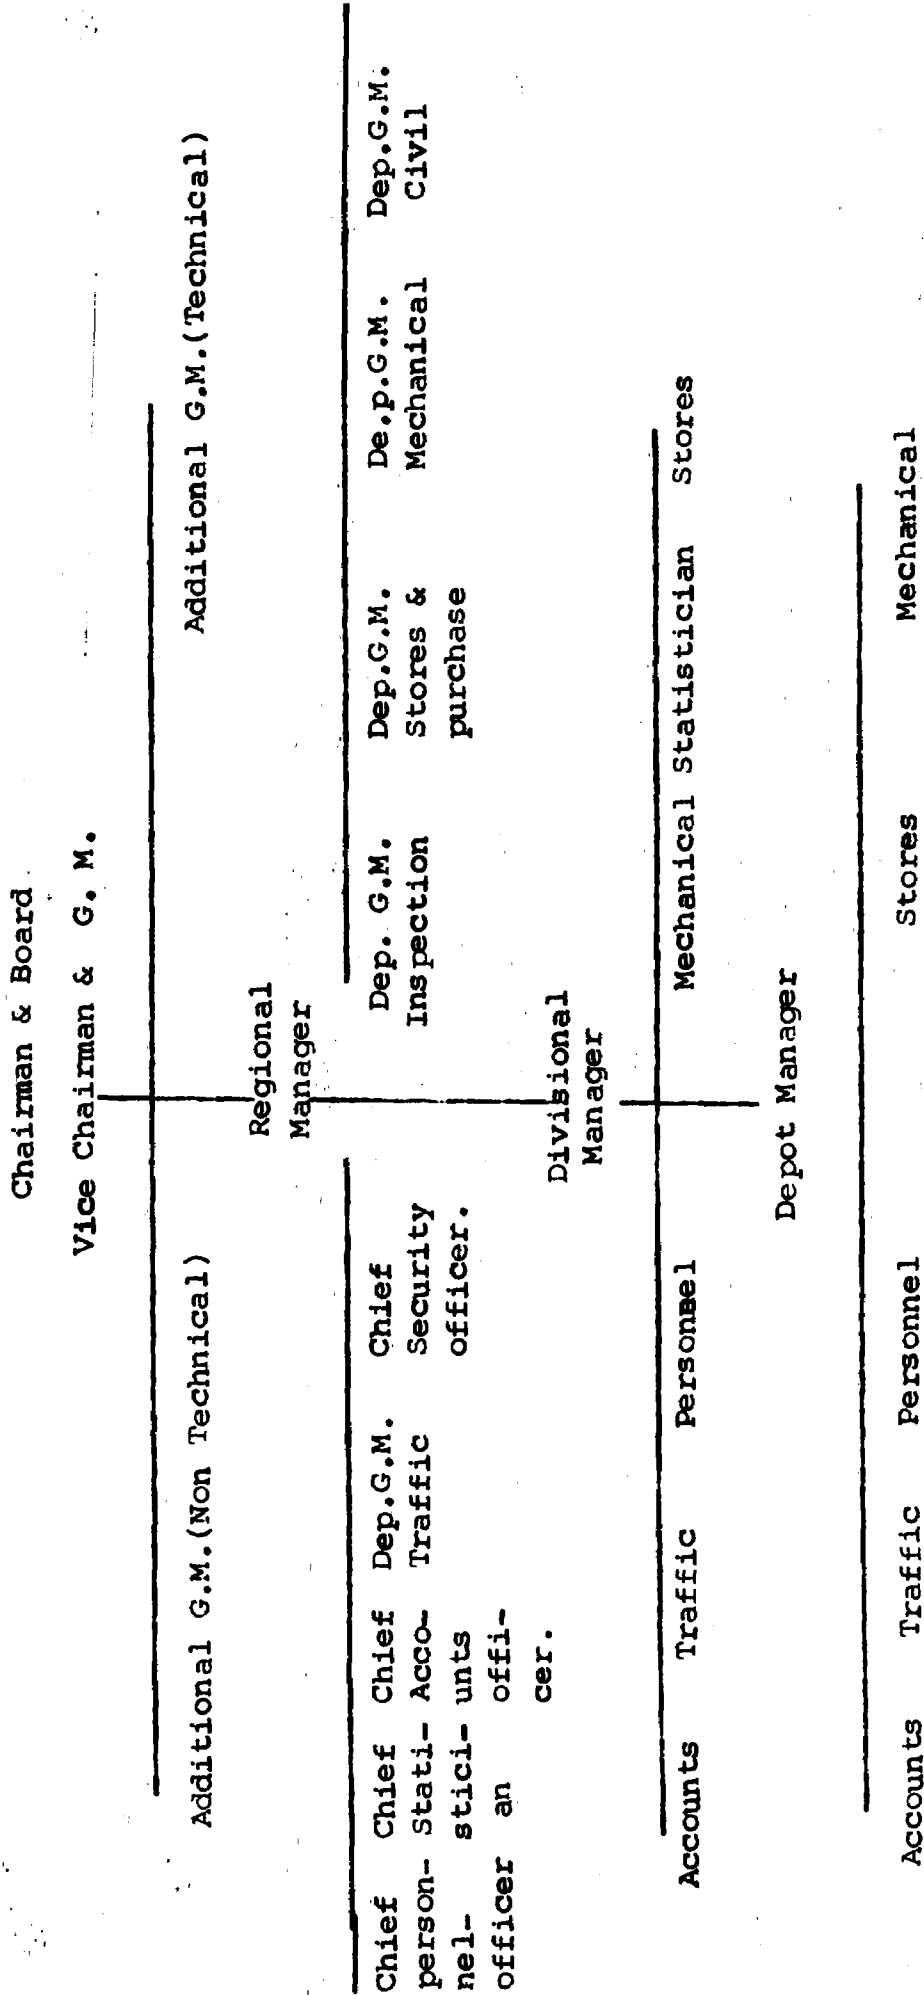 Chairman & Board
Vice Chairman & G. M.
Additional G.M.(Non Technical)
Additional G.M.(Technical)
Regional
Manager
Chief
person-
nel-
officer
Chief
Stati-
stici-
an
Chief
Acco-
unts
offi-
cer.
Dep.G.M.
Traffic
Chief
Security
officer.
Dep. G.M.
Inspection
Dep.G.M.
Stores &
purchase
De.p.G.M.
Mechanical
Dep.G.M.
Civil
Divisional
Manager
Accounts Traffic Personnel Mechanical Statistician Stores
Depot Manager
Accounts Traffic Personnel Stores Mechanical